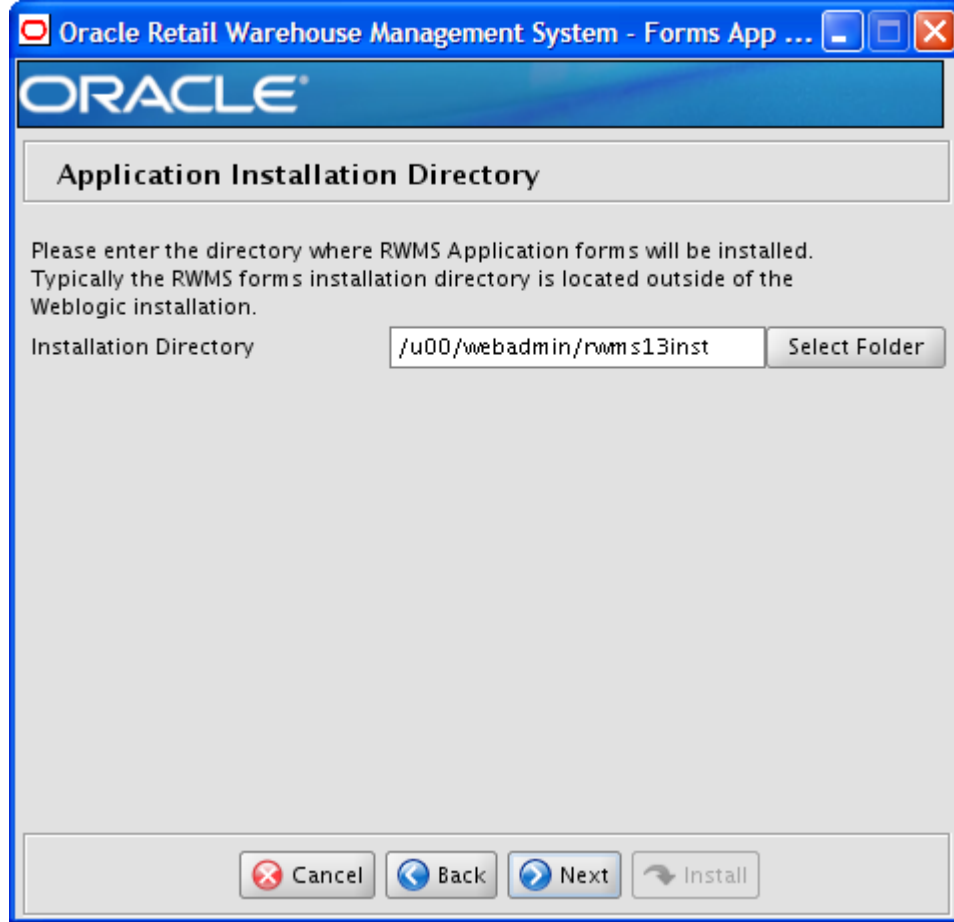 Oracle Retail Warehouse Management System - Forms App ...
ORACLE®
Application Installation Directory
Please enter the directory where RWMS Application forms will be installed.
Typically the RWMS forms installation directory is located outside of the
Weblogic installation.
Installation Directory /u00/webadmin/rwms13inst Select Folder
Cancel Back Next Install